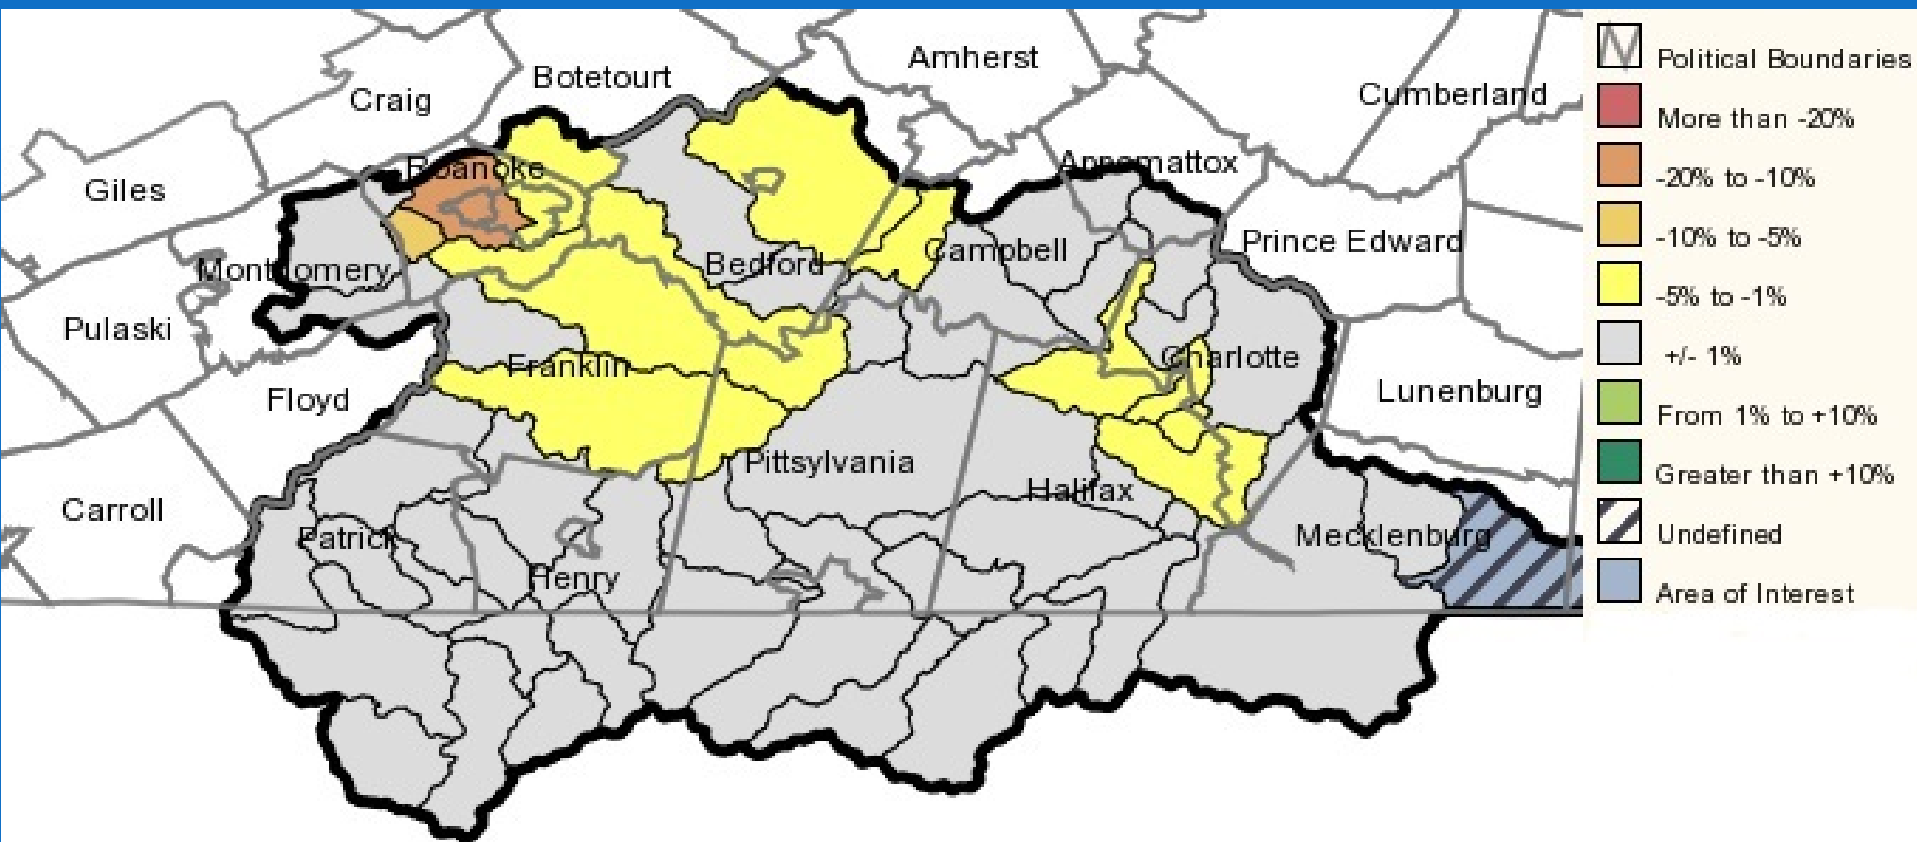 Amherst
Botetourt
Craig
Cumberland
Roanoke
Appomattox
Giles
Prince Edward
Campbell
Bedford
Montgomery
Pulaski
Charlotte
Franklin
Lunenburg
Floyd
Pittsylvania
Halifax
Carroll
Patrick
Mecklenburg
Henry
Political Boundaries
More than -20%
-20% to -10%
-10% to -5%
-5% to -1%
+/- 1%
From 1% to +10%
Greater than +10%
Undefined
Area of Interest